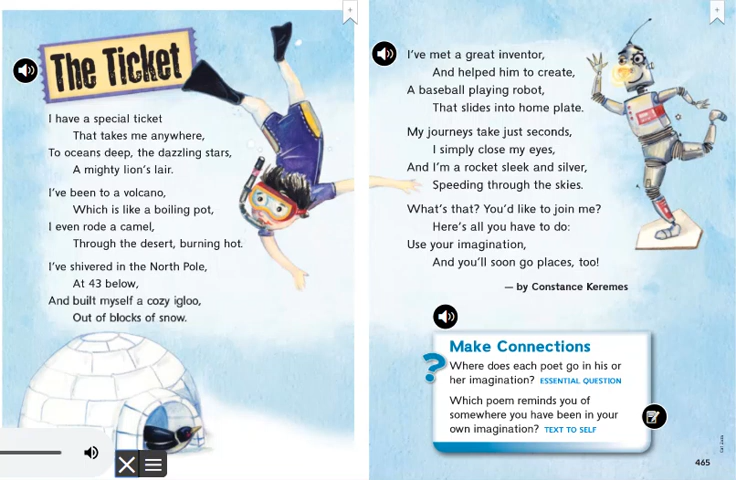 The Ticket
I have a special ticket
That takes me anywhere,
To oceans deep, the dazzling stars,
A mighty lion's lair.
I've been to a volcano,
Which is like a boiling pot,
I even rode a camel,
Through the desert, burning hot.
I've shivered in the North Pole,
At 43 below,
And built myself a cozy igloo,
Out of blocks of snow.
I've met a great inventor,
And helped him to create,
A baseball playing robot,
That slides into home plate.
My journeys take just seconds,
I simply close my eyes,
And I'm a rocket sleek and silver,
Speeding through the skies.
What's that? You'd like to join me?
Here's all you have to do:
Use your imagination,
And you'll soon go places, too!
— by Constance Keremes
?
Make Connections
Where does each poet go in his or
her imagination? ESSENTIAL QUESTION
Which poem reminds you of
somewhere you have been in your
own imagination? TEXT TO SELF
465